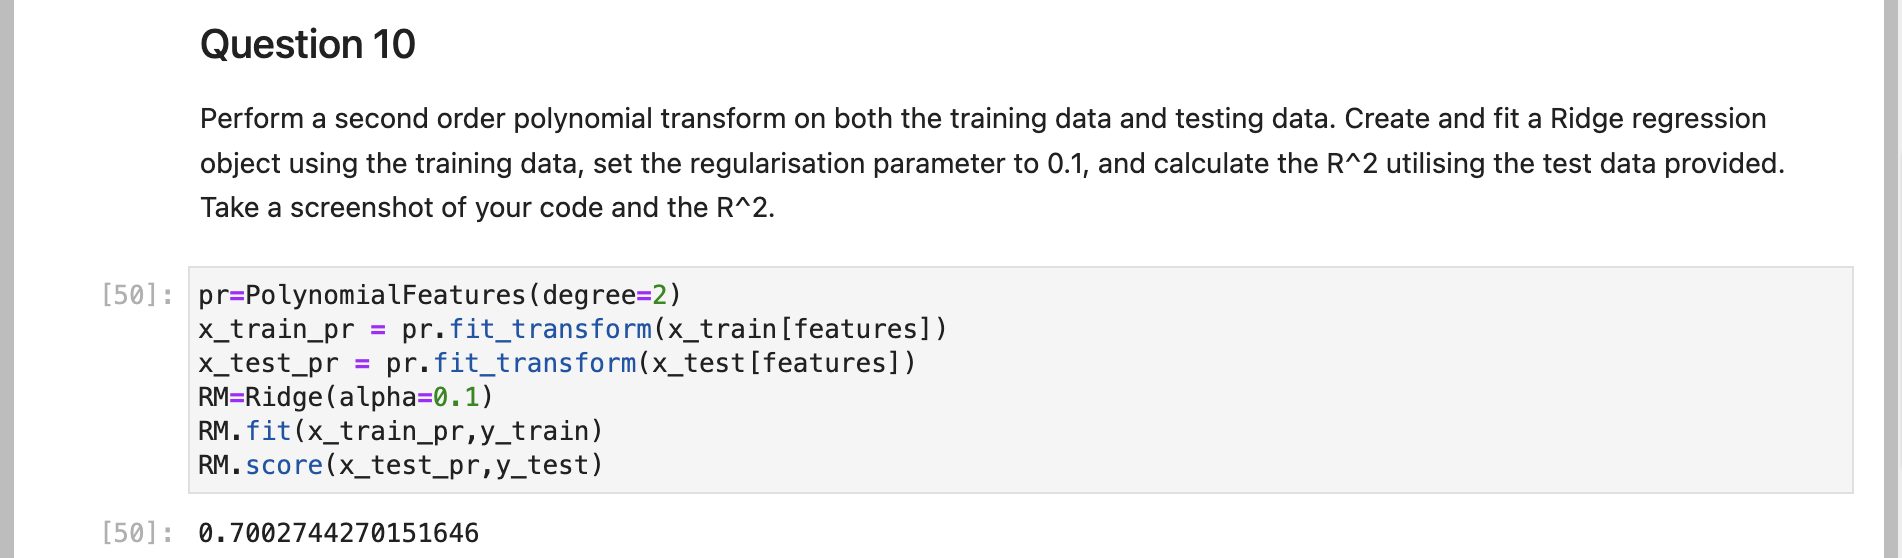 Question 10
Perform a second order polynomial transform on both the training data and testing data. Create and fit a Ridge regression
object using the training data, set the regularisation parameter to 0.1, and calculate the R^2 utilising the test data provided.
Take a screenshot of your code and the R^2.
[50]: pr=PolynomialFeatures(degree=2)
x_train_pr = pr.fit_transform(x_train[features])
x_test_pr = pr.fit_transform(x_test[features])
RM=Ridge(alpha=0.1)
RM.fit(x_train_pr,y_train)
RM.score(x_test_pr,y_test)
[50]: 0.7002744270151646